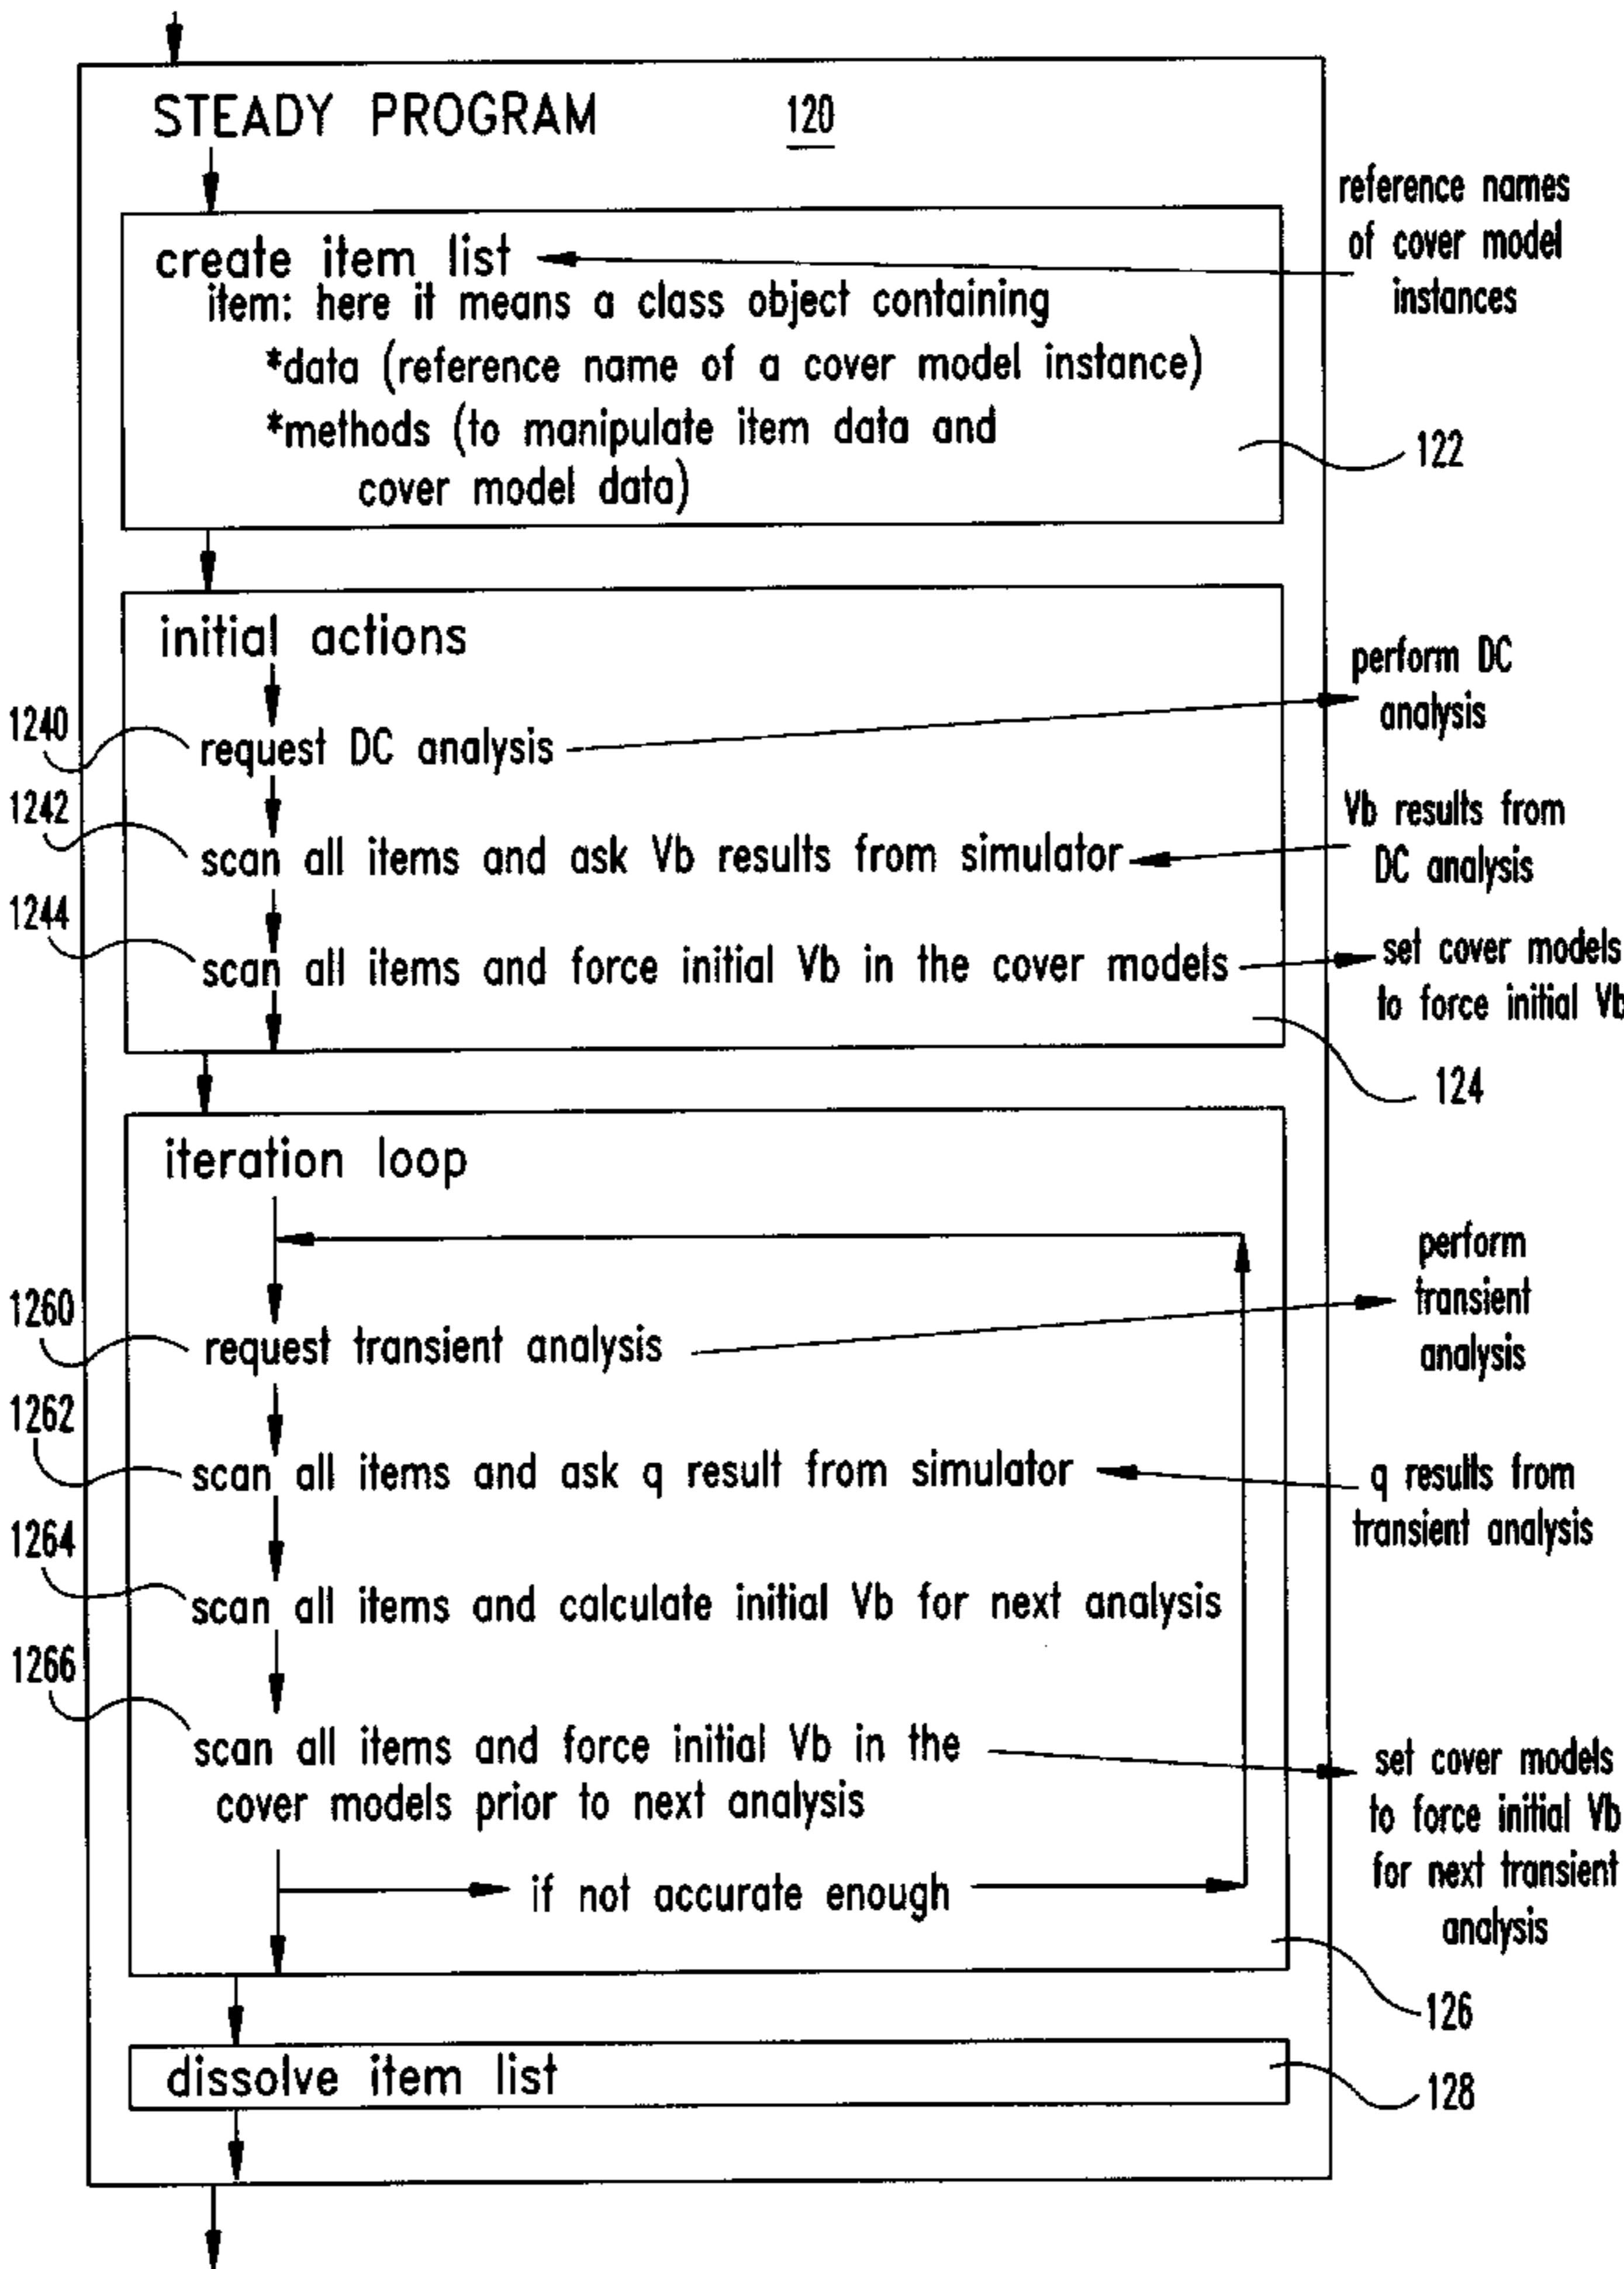 STEADY PROGRAM 120
reference names
of cover model
instances
create item list
item: here it means a class object containing
*data (reference name of a cover model instance)
*methods (to manipulate item data and
cover model data)
122
initial actions
perform DC
analysis
1240
request DC analysis
1242
scan all items and ask Vb results from simulator
Vb results from
DC analysis
1244
scan all items and force initial Vb in the cover models
set cover models
to force initial Vb
124
iteration loop
perform
transient
analysis
1260
request transient analysis
1262
scan all items and ask q result from simulator
q results from
transient analysis
1264
scan all items and calculate initial Vb for next analysis
1266
scan all items and force initial Vb in the
cover models prior to next analysis
set cover models
to force initial Vb
for next transient
analysis
if not accurate enough
126
dissolve item list
128